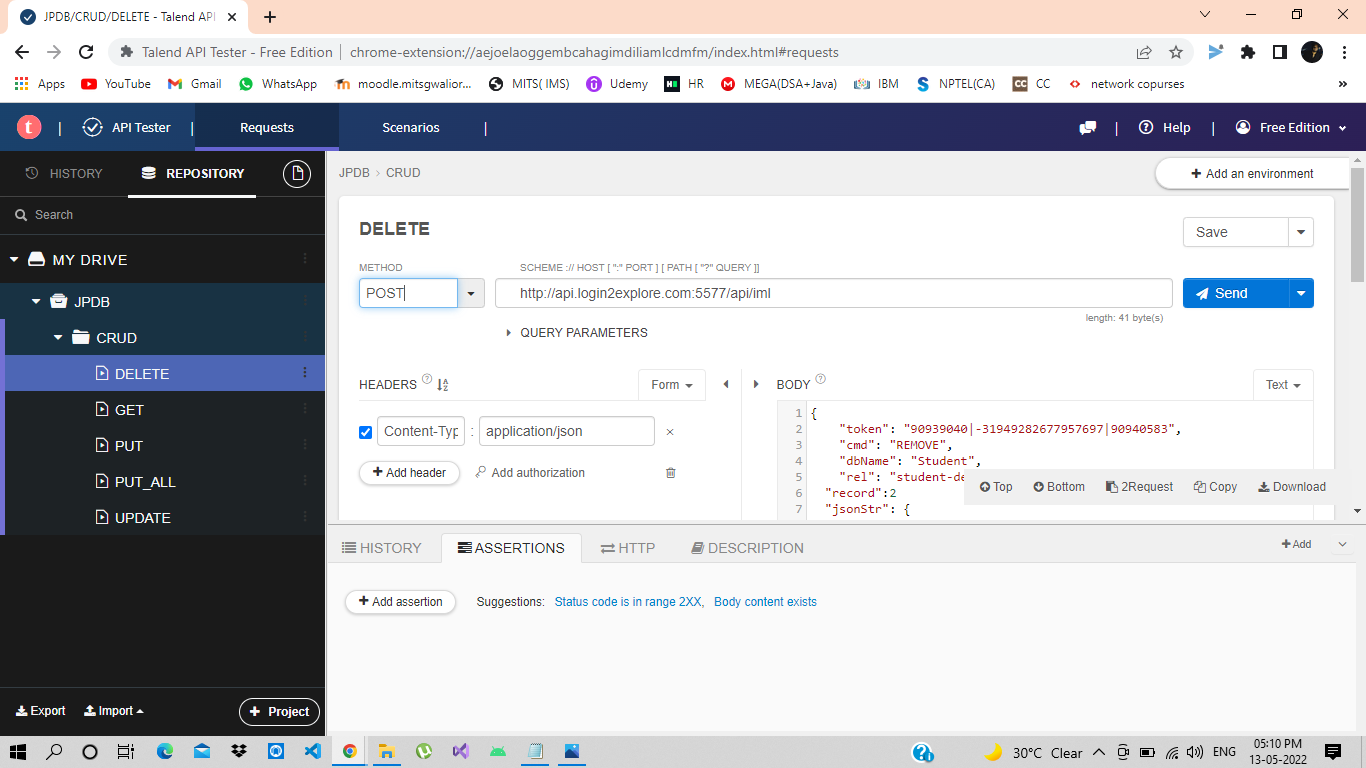 JPDB/CRUD/DELETE - Talend API
Talend API Tester - Free Edition | chrome-extension://aejoelaoggembcahagimdiliamlcdmfm/index.html#requests
Apps YouTube Gmail WhatsApp moodle.mitsgwalior... MITS( IMS) Udemy HR MEGA(DSA+Java) IBM NPTEL(CA) CC CC network copurses »
t | API Tester | Requests Scenarios | | Help | Free Edition
HISTORY REPOSITORY
Search
MY DRIVE
JPDB
CRUD
DELETE
GET
PUT
PUT_ALL
UPDATE
Export Import + Project
JPDB > CRUD
+ Add an environment
DELETE
Save
METHOD SCHEME :// HOST [ ":" PORT ] [ PATH [ "?" QUERY ]]
POST http://api.login2explore.com:5577/api/iml Send
length: 41 byte(s)
QUERY PARAMETERS
HEADERS ? Form
Content-Typ : application/json ×
+ Add header Add authorization
BODY ? Text
1 {
2 "token": "90939040|-31949282677957697|90940583",
3 "cmd": "REMOVE",
4 "dbName": "Student",
5 "rel": "student-de
6 "record":2
7 "jsonStr": {
Top Bottom 2Request Copy Download
HISTORY ASSERTIONS HTTP DESCRIPTION + Add
+ Add assertion Suggestions: Status code is in range 2XX, Body content exists
30°C Clear ENG 05:10 PM
13-05-2022